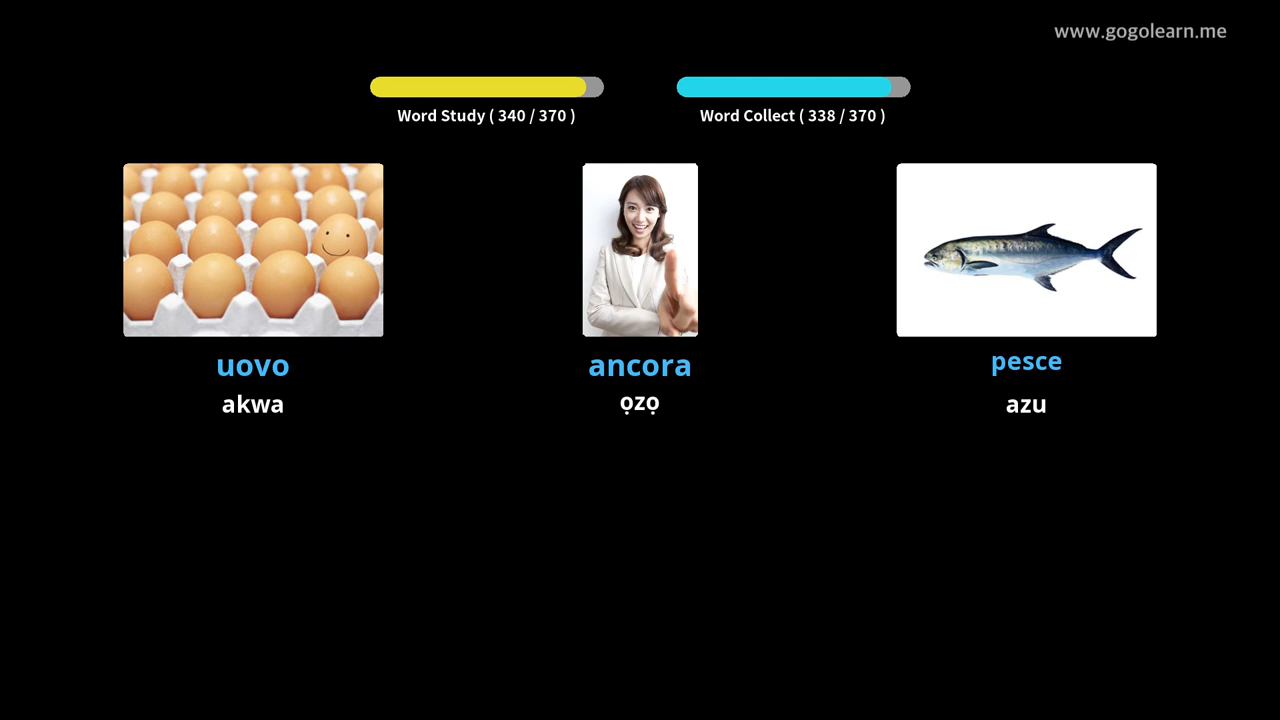 www.gogolearn.me
Word Study ( 340 / 370 )
Word Collect ( 338 / 370 )
uovo
akwa
ancora
ọzọ
pesce
azu